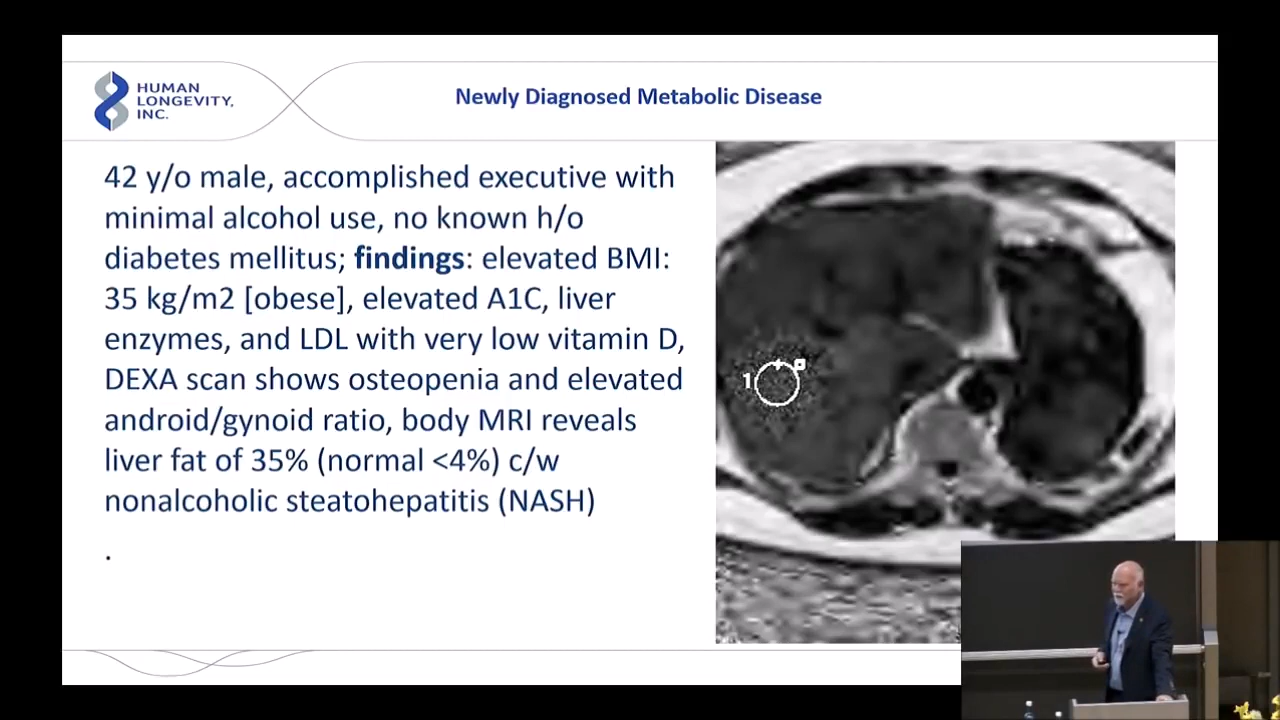 HUMAN
LONGEVITY,
INC.
Newly Diagnosed Metabolic Disease
42 y/o male, accomplished executive with
minimal alcohol use, no known h/o
diabetes mellitus; findings: elevated BMI:
35 kg/m2 [obese], elevated A1C, liver
enzymes, and LDL with very low vitamin D,
DEXA scan shows osteopenia and elevated
android/gynoid ratio, body MRI reveals
liver fat of 35% (normal <4%) c/w
nonalcoholic steatohepatitis (NASH)
.
1